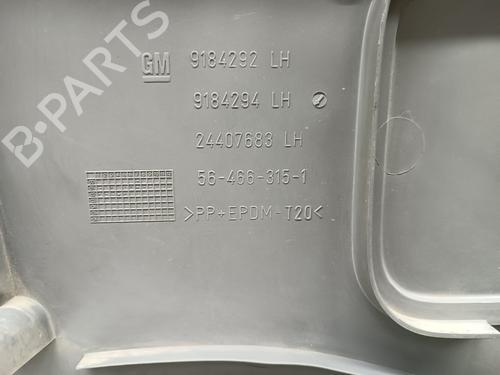 GM
9184292 LH
9184294 LH
24407683 LH
56-466-315-1
>PP+EPDM-T20<
B-PARTS